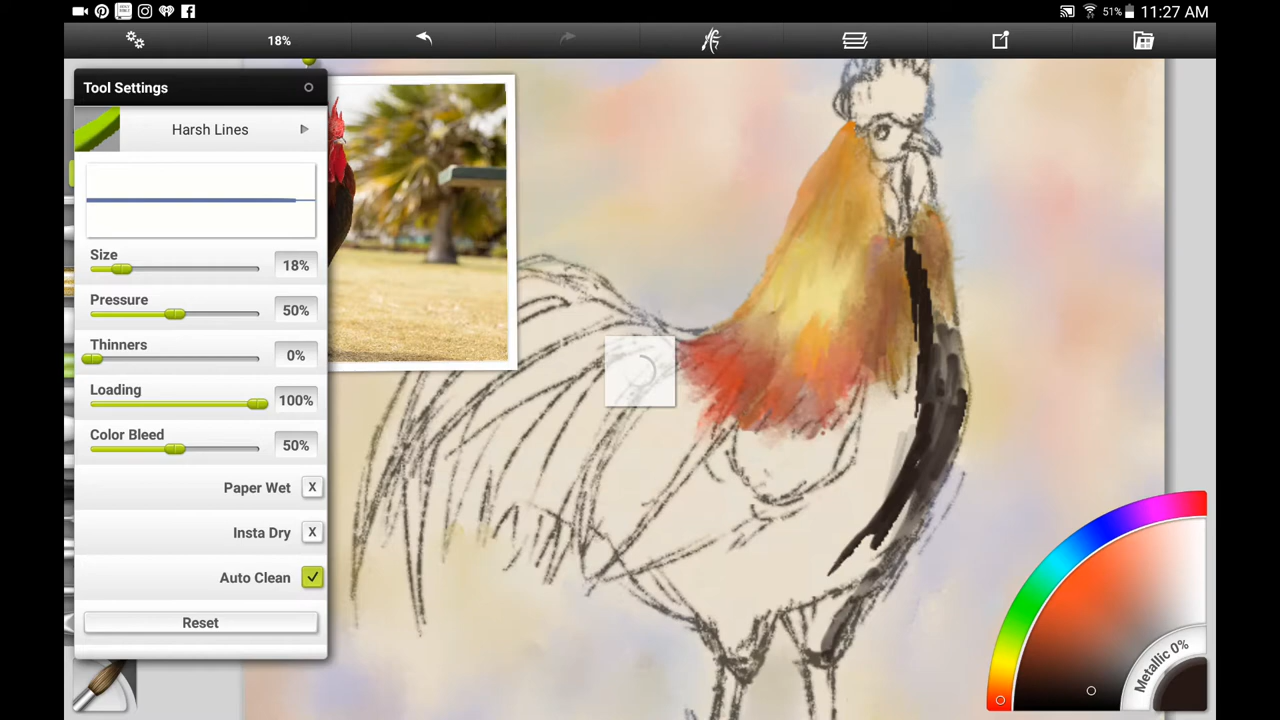 51% 11:27 AM
18%
Tool Settings
Harsh Lines
Size
18%
Pressure
50%
Thinners
0%
Loading
100%
Color Bleed
50%
Paper Wet X
Insta Dry X
Auto Clean
Reset
Metallic 0%